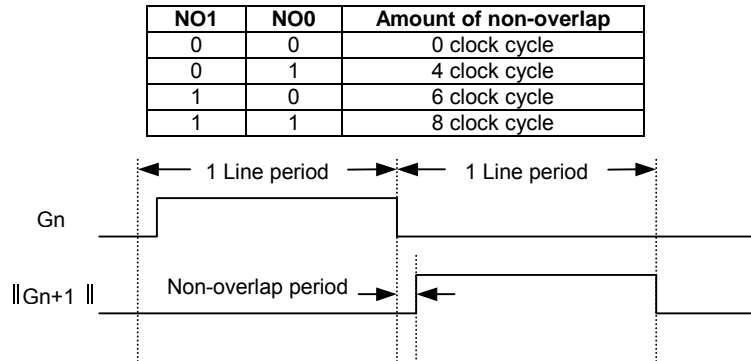 NO1 NO0 Amount of non-overlap
0 0 0 clock cycle
0 1 4 clock cycle
1 0 6 clock cycle
1 1 8 clock cycle
1 Line period 1 Line period
Gn
‖Gn+1 ‖ Non-overlap period